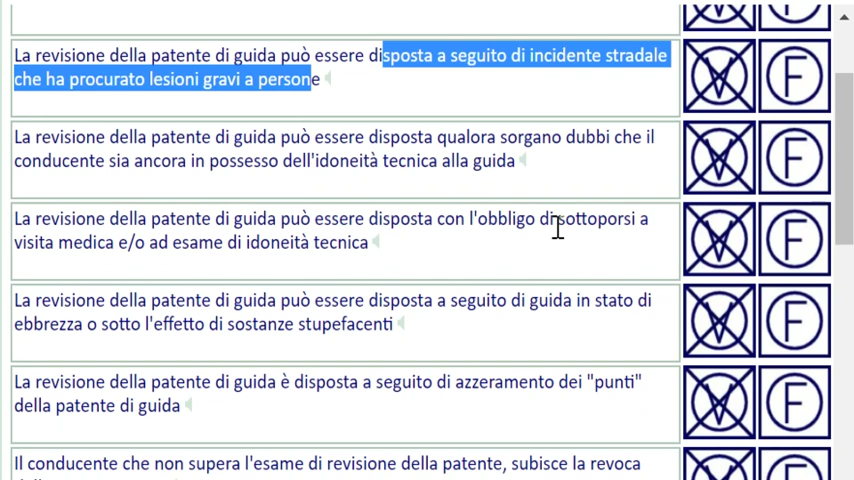 La revisione della patente di guida può essere disposta a seguito di incidente stradale
che ha procurato lesioni gravi a persone
V F
La revisione della patente di guida può essere disposta qualora sorgano dubbi che il
conducente sia ancora in possesso dell'idoneità tecnica alla guida
V F
La revisione della patente di guida può essere disposta con l'obbligo di sottoporsi a
visita medica e/o ad esame di idoneità tecnica
V F
La revisione della patente di guida può essere disposta a seguito di guida in stato di
ebbrezza o sotto l'effetto di sostanze stupefacenti
V F
La revisione della patente di guida è disposta a seguito di azzeramento dei "punti"
della patente di guida
V F
Il conducente che non supera l'esame di revisione della patente, subisce la revoca